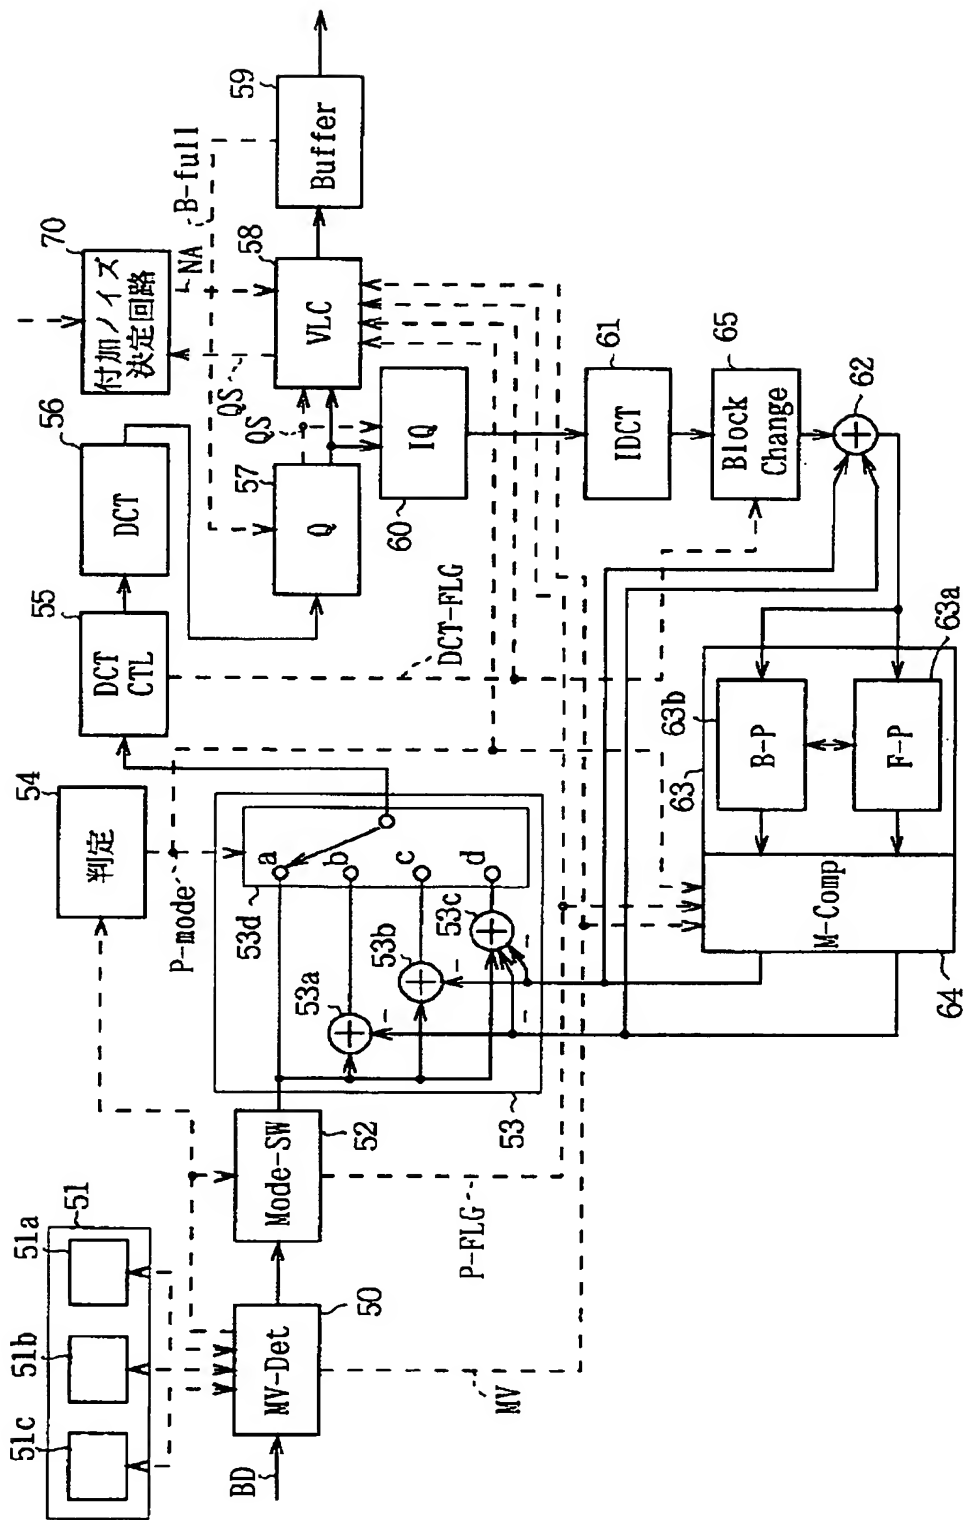 51
51a
51b
51c
BD
MV-Det
50
MV
Mode-SW
52
P-FLG
53
53a
53b
53c
53d
a
b
c
d
54
判定
P-mode
55
DCT
CTL
DCT-FLG
56
DCT
57
Q
QS
QS
70
付加ノイズ
決定回路
NA
B-full
58
VLC
59
Buffer
60
IQ
61
IDCT
65
Block
Change
62
63
63b
B-P
63a
F-P
M-Comp
64